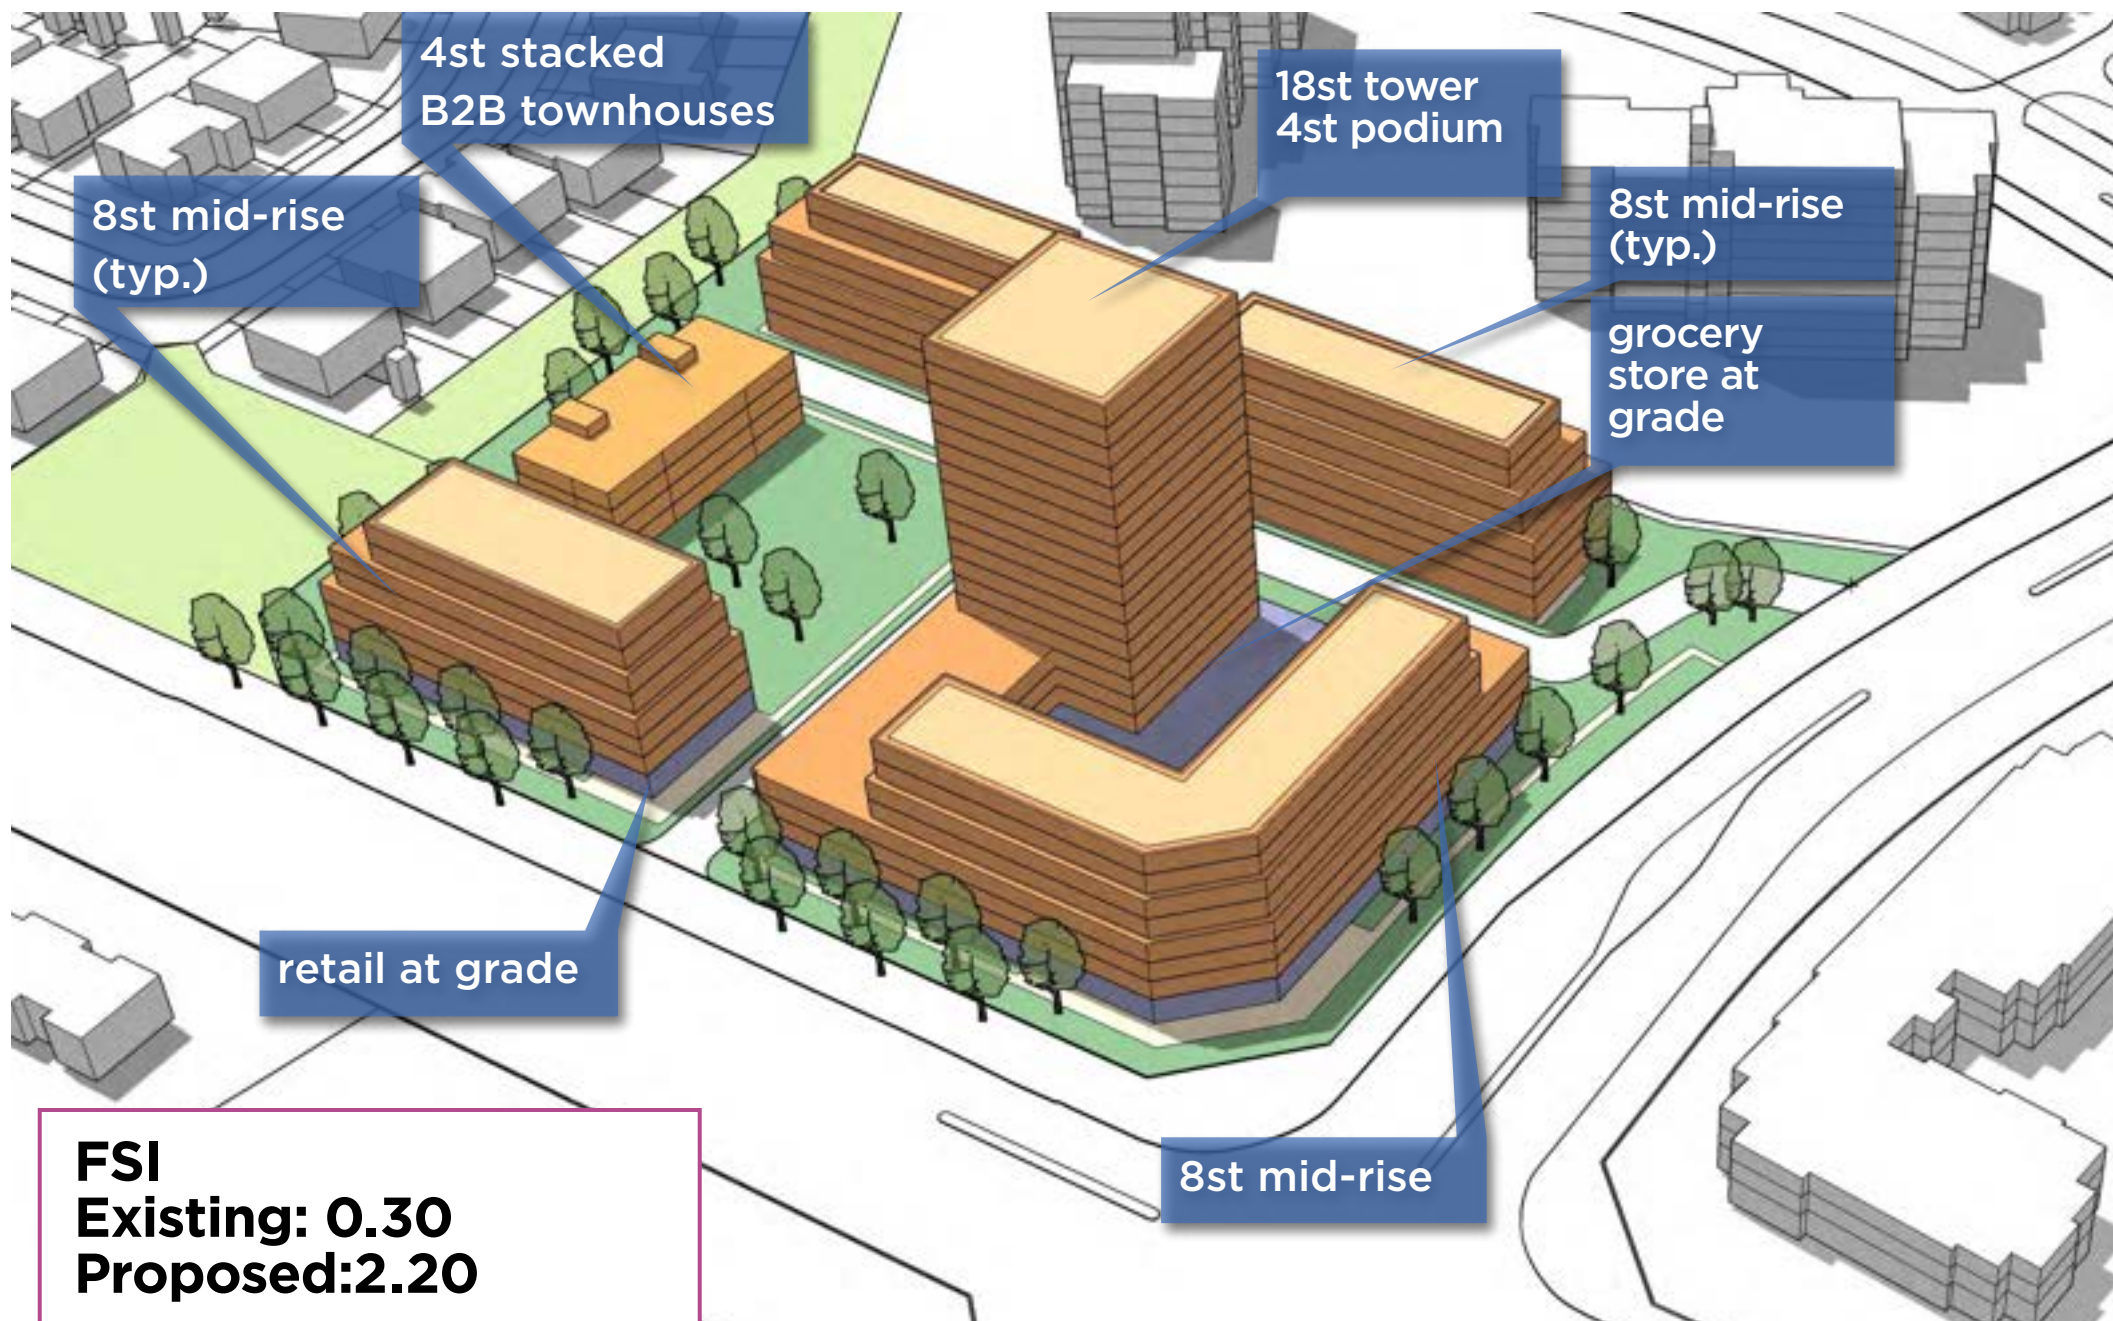 4st stacked
B2B townhouses
18st tower
4st podium
8st mid-rise
(typ.)
8st mid-rise
(typ.)
grocery
store at
grade
retail at grade
8st mid-rise
FSI
Existing: 0.30
Proposed:2.20